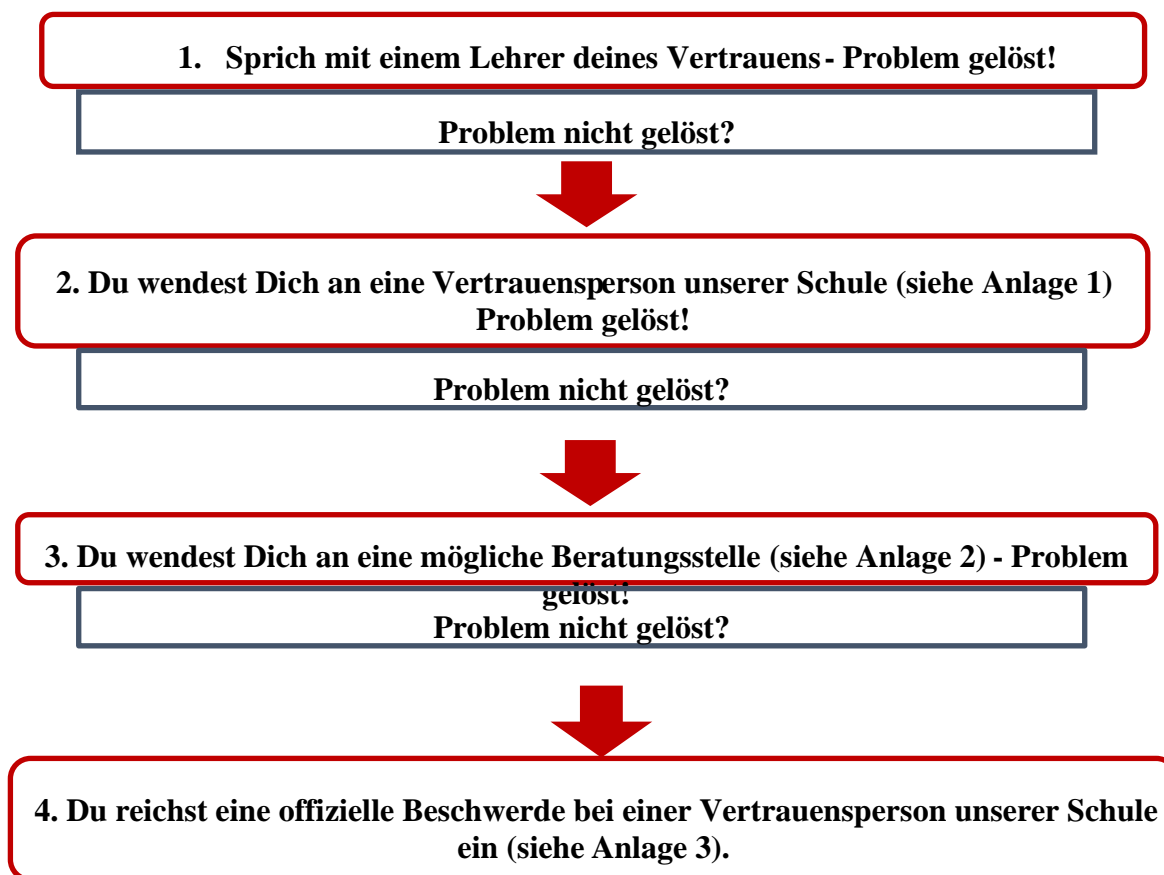 1. Sprich mit einem Lehrer deines Vertrauens - Problem gelöst!
Problem nicht gelöst?
2. Du wendest Dich an eine Vertrauensperson unserer Schule (siehe Anlage 1)
Problem gelöst!
Problem nicht gelöst?
3. Du wendest Dich an eine mögliche Beratungsstelle (siehe Anlage 2) - Problem
gelöst!
Problem nicht gelöst?
4. Du reichst eine offizielle Beschwerde bei einer Vertrauensperson unserer Schule
ein (siehe Anlage 3).